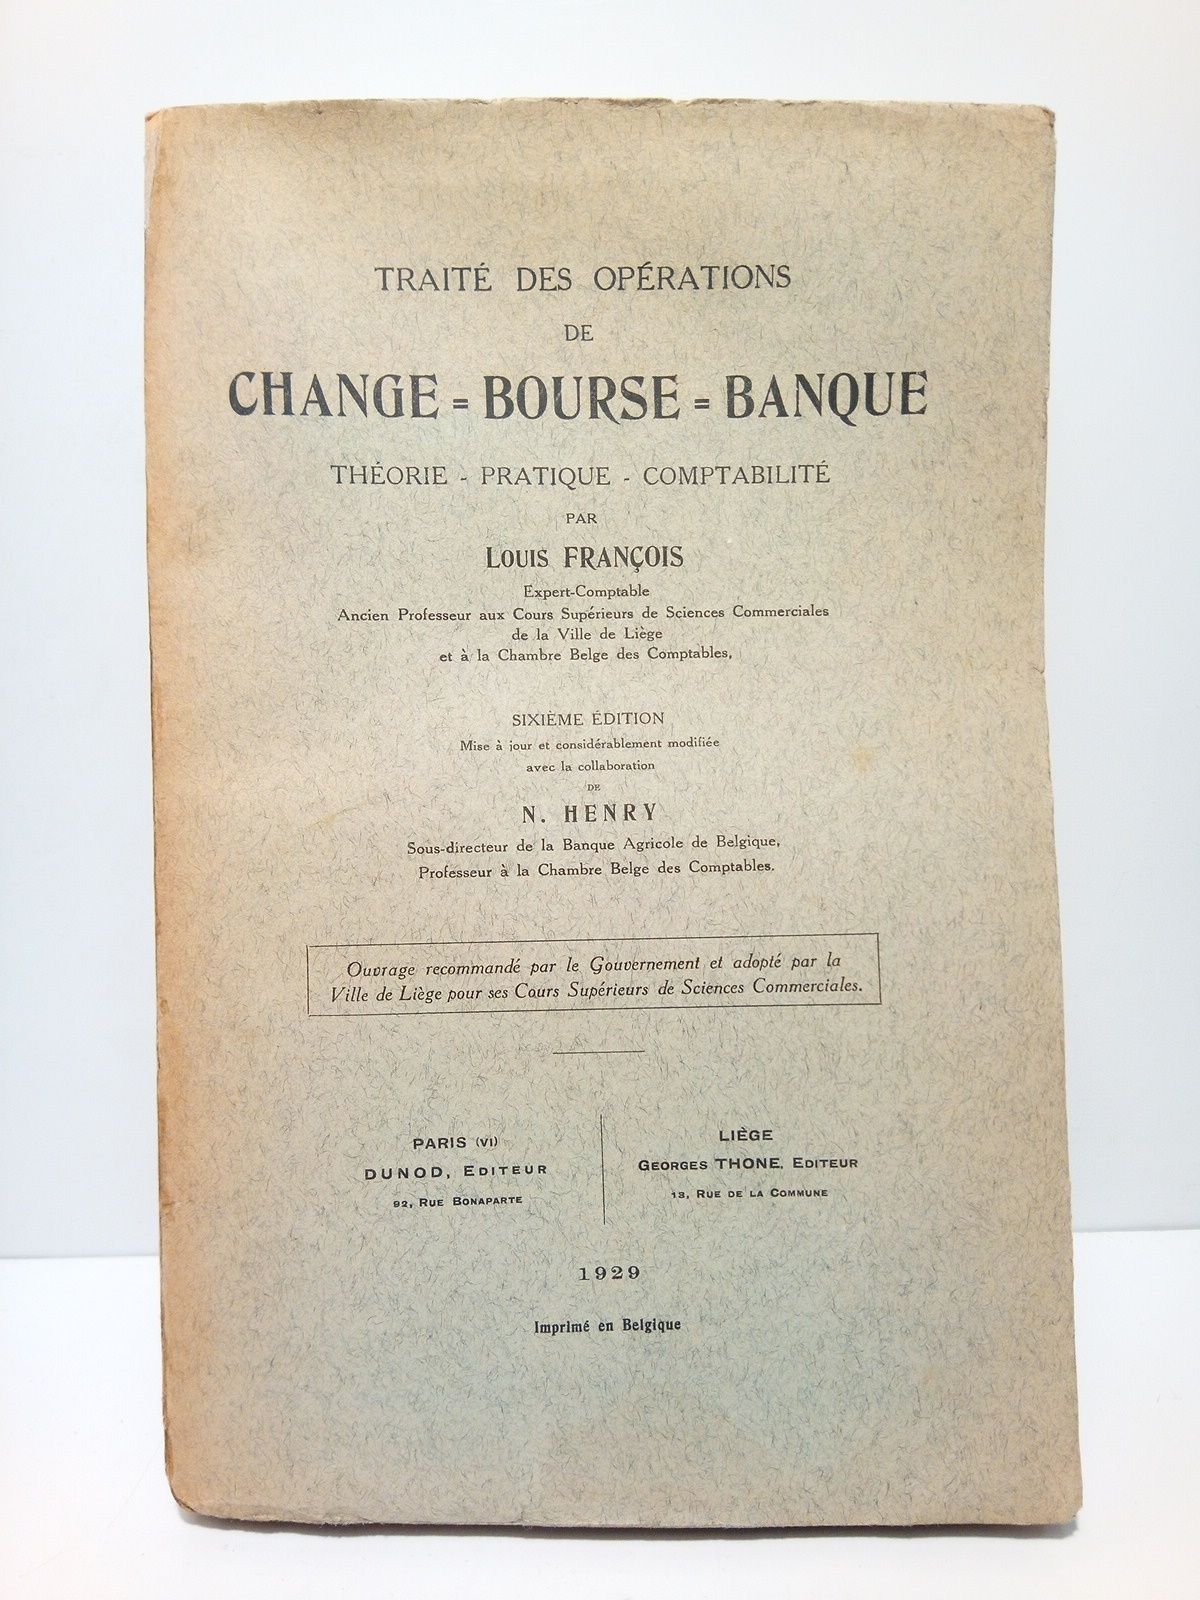 TRAITÉ DES OPÉRATIONS
DE
CHANGE = BOURSE = BANQUE
THÉORIE - PRATIQUE - COMPTABILITÉ
PAR
LOUIS FRANÇOIS
Expert-Comptable
Ancien Professeur aux Cours Supérieurs de Sciences Commerciales
de la Ville de Liège
et à la Chambre Belge des Comptables,
SIXIÈME ÉDITION
Mise à jour et considérablement modifiée
avec la collaboration
DE
N. HENRY
Sous-directeur de la Banque Agricole de Belgique,
Professeur à la Chambre Belge des Comptables.
Ouvrage recommandé par le Gouvernement et adopté par la
Ville de Liège pour ses Cours Supérieurs de Sciences Commerciales.
PARIS (VI)
DUNOD, EDITEUR
92, RUE BONAPARTE
LIÈGE
GEORGES THONE, EDITEUR
13, RUE DE LA COMMUNE
1929
Imprimé en Belgique